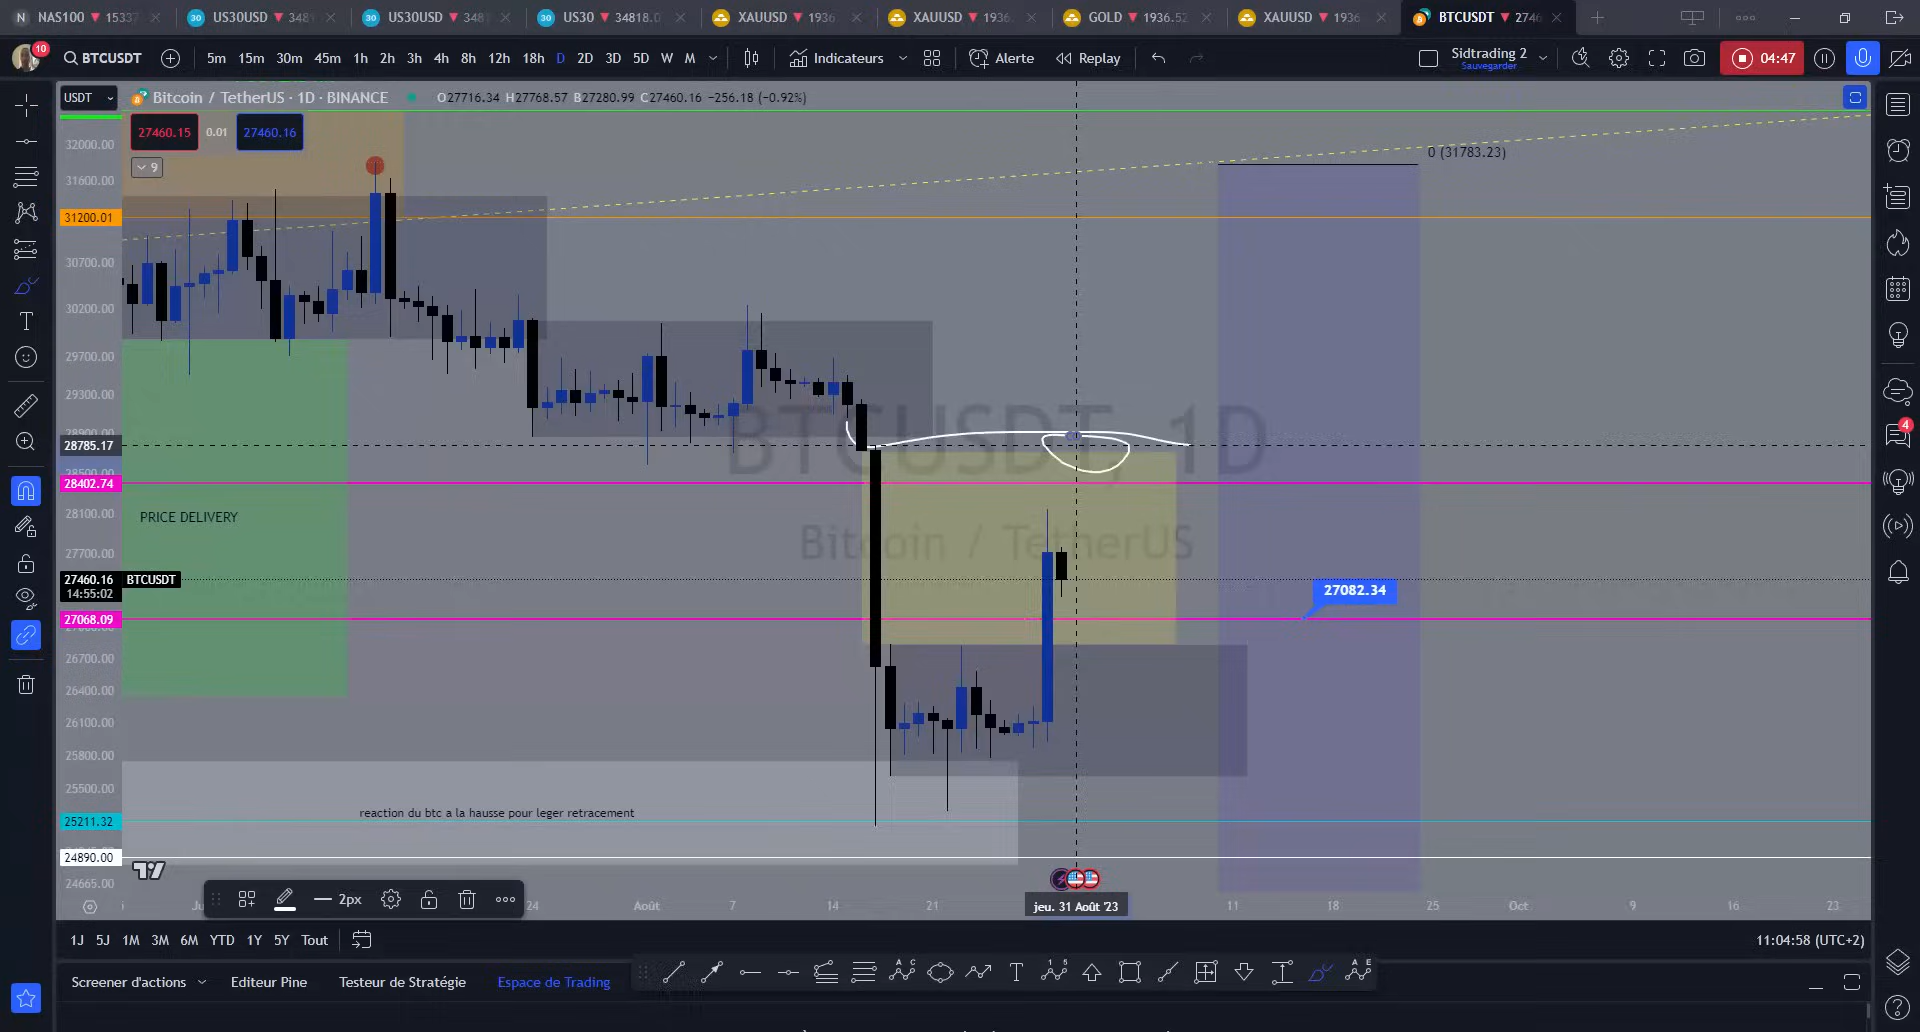 NAS100 ▼ 15337
US30USD ▼ 348
US30USD ▼ 348
US30 ▼ 34818.0
XAUUSD ▼ 1936
XAUUSD ▼ 1936.
GOLD ▼ 1936.52
XAUUSD ▼ 1936
BTCUSDT ▼ 2746
10
BTCUSDT
5m 15m 30m 45m 1h 2h 3h 4h 8h 12h 18h D 2D 3D 5D W M
Indicateurs
Alerte
Replay
Sidtrading 2
Sauvegarder
04:47
USDT
Bitcoin / TetherUS · 1D · BINANCE
O27716.34 H27768.57 B27280.99 C27460.16 −256.18 (−0.92%)
27460.15
0.01
27460.16
9
32000.00
31600.00
31200.01
30700.00
30200.00
29700.00
29300.00
28785.17
28402.74
28100.00
27700.00
27460.16
14:55:02
BTCUSDT
27068.09
26700.00
26400.00
26100.00
25800.00
25500.00
25211.32
24890.00
24665.00
0 (31783.23)
BTCUSDT, 1D
Bitcoin / TetherUS
PRICE DELIVERY
27082.34
reaction du btc a la hausse pour leger retracement
4
2px
24
Août
7
14
21
jeu. 31 Août '23
11
18
25
Oct
9
16
23
1J 5J 1M 3M 6M YTD 1Y 5Y Tout
11:04:58 (UTC+2)
Screener d'actions
Editeur Pine
Testeur de Stratégie
Espace de Trading